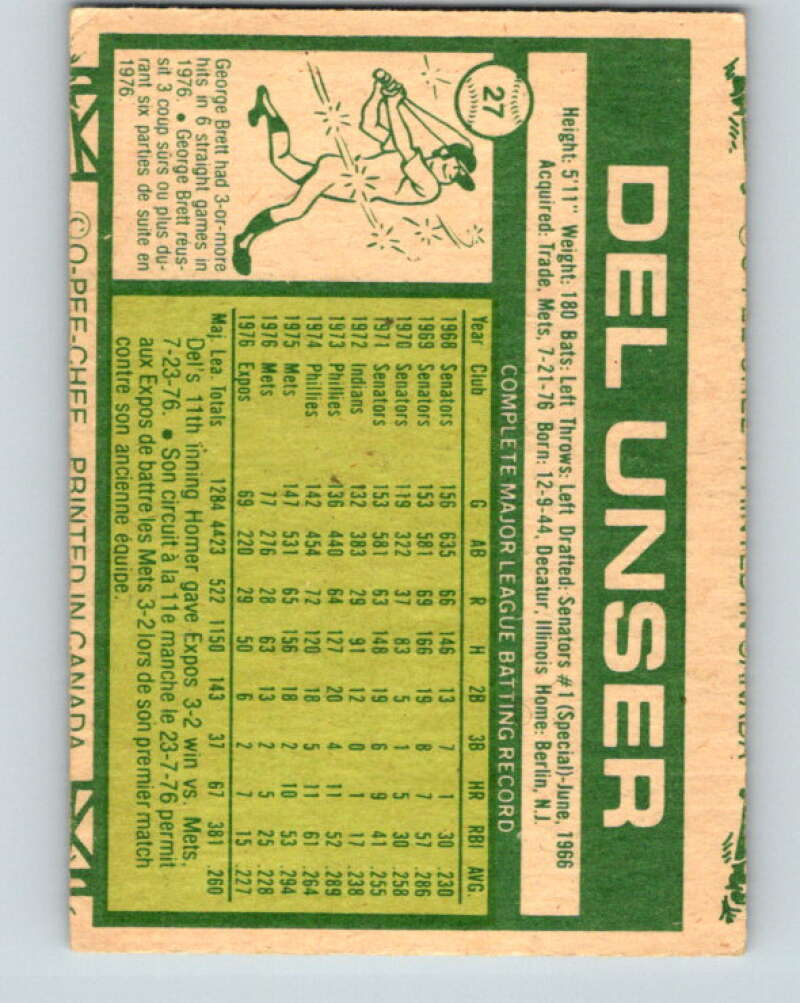 DEL UNSER
Height: 5'11" Weight: 180 Bats: Left Throws: Left Drafted: Senators #1 (Special)-June, 1966
Acquired: Trade, Mets, 7-21-76 Born: 12-9-44, Decatur, Illinois Home: Berlin, N.J.
27
George Brett had 3-or-more
hits in 6 straight games in
1976. • George Brett réus-
sit 3 coup sûrs ou plus du-
rant six parties de suite en
1976.
COMPLETE MAJOR LEAGUE BATTING RECORD
Year Club G AB R H 2B 3B HR RBI AVG.
1968 Senators 156 635 66 146 13 7 1 30 .230
1969 Senators 153 581 69 166 19 8 7 57 .286
1970 Senators 119 322 37 83 5 1 5 30 .258
1971 Senators 153 581 63 148 19 6 9 41 .255
1972 Indians 132 383 29 91 12 0 1 17 .238
1973 Phillies 136 440 64 127 20 4 11 52 .289
1974 Phillies 142 454 72 120 18 5 11 61 .264
1975 Mets 147 531 65 156 18 2 10 53 .294
1976 Mets 77 276 28 63 13 2 5 25 .228
1976 Expos 69 220 29 50 6 2 7 15 .227
Maj. Lea. Totals 1284 4423 522 1150 143 37 67 381 .260
Del's 11th inning Homer gave Expos 3-2 win vs. Mets,
7-23-76. • Son circuit à la 11e manche le 23-7-76 permit
aux Expos de battre les Mets 3-2 lors de son premier match
contre son ancienne équipe.
© O-PEE-CHEE PRINTED IN CANADA